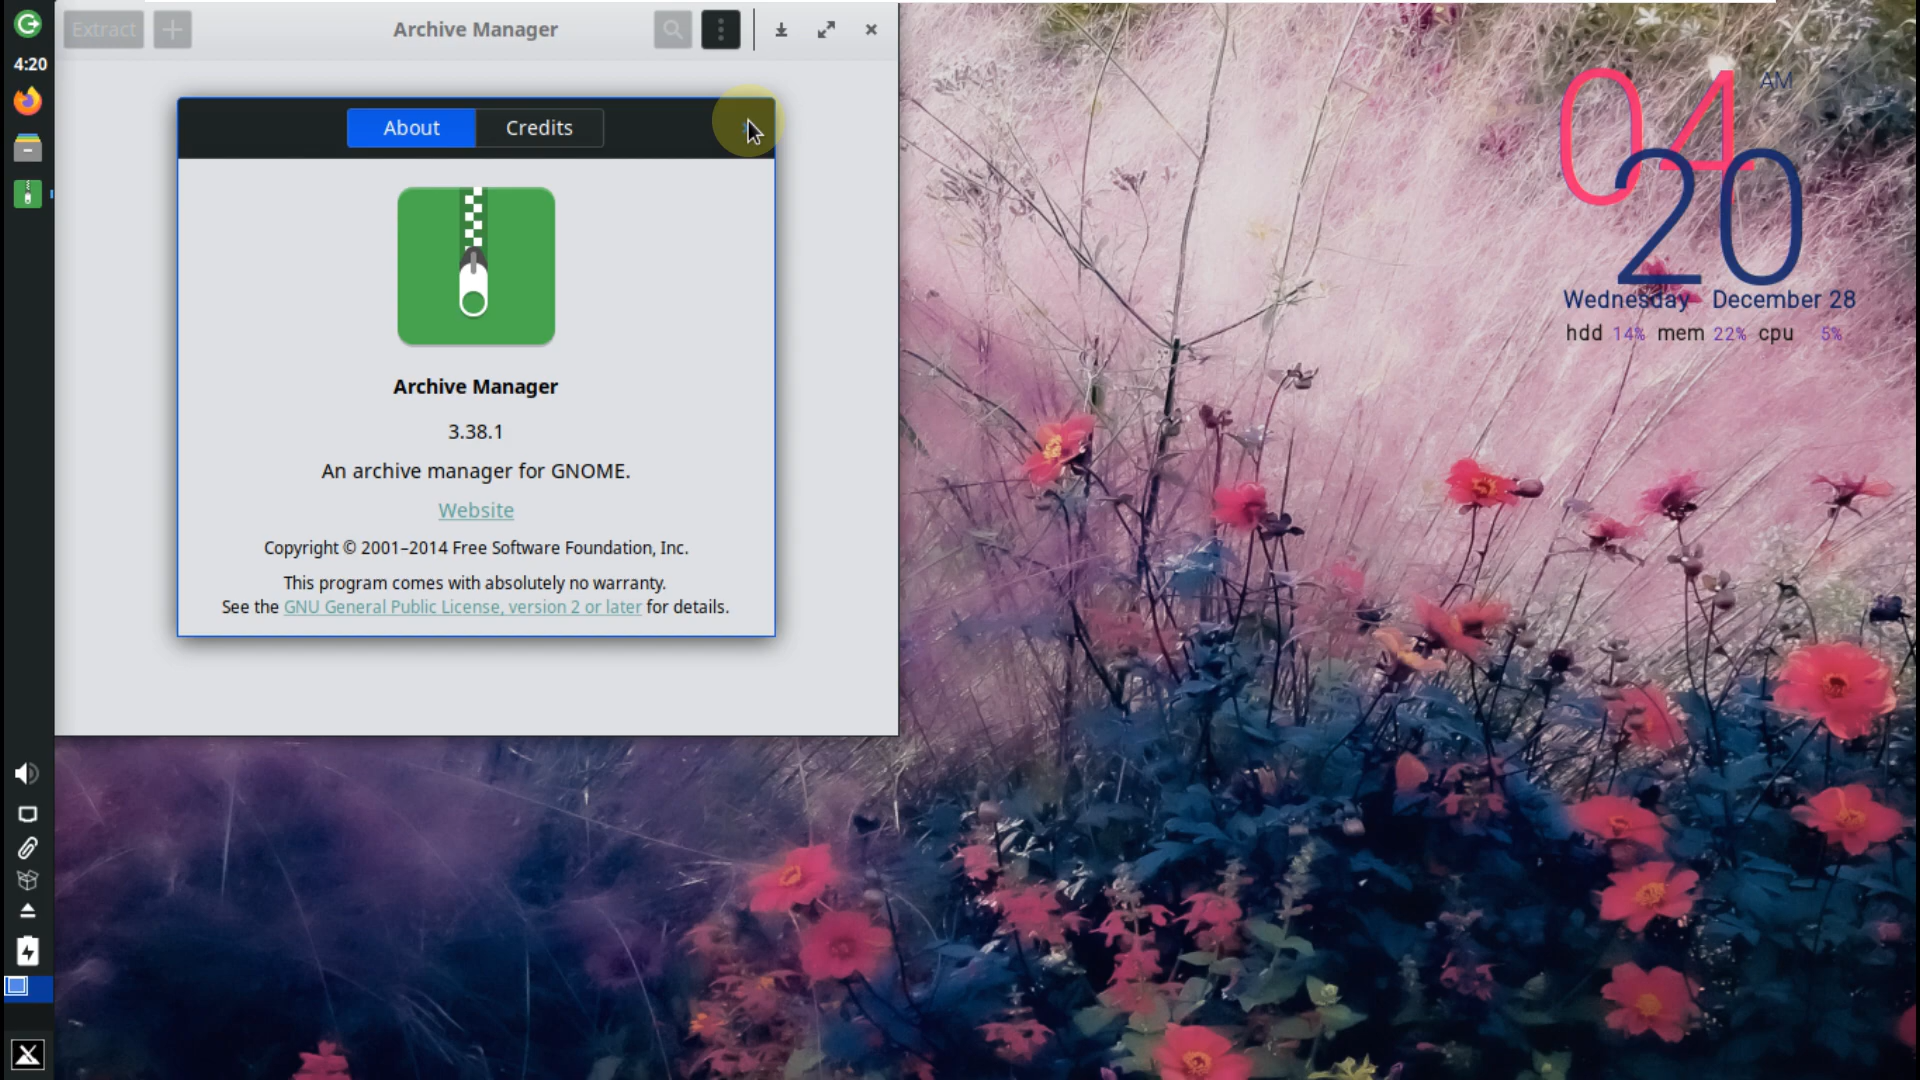 Extract
Archive Manager
4:20
About
Credits
Archive Manager
3.38.1
An archive manager for GNOME.
Website
Copyright © 2001–2014 Free Software Foundation, Inc.
This program comes with absolutely no warranty.
See the GNU General Public License, version 2 or later for details.
04 AM
20
Wednesday December 28
hdd 14% mem 22% cpu 5%